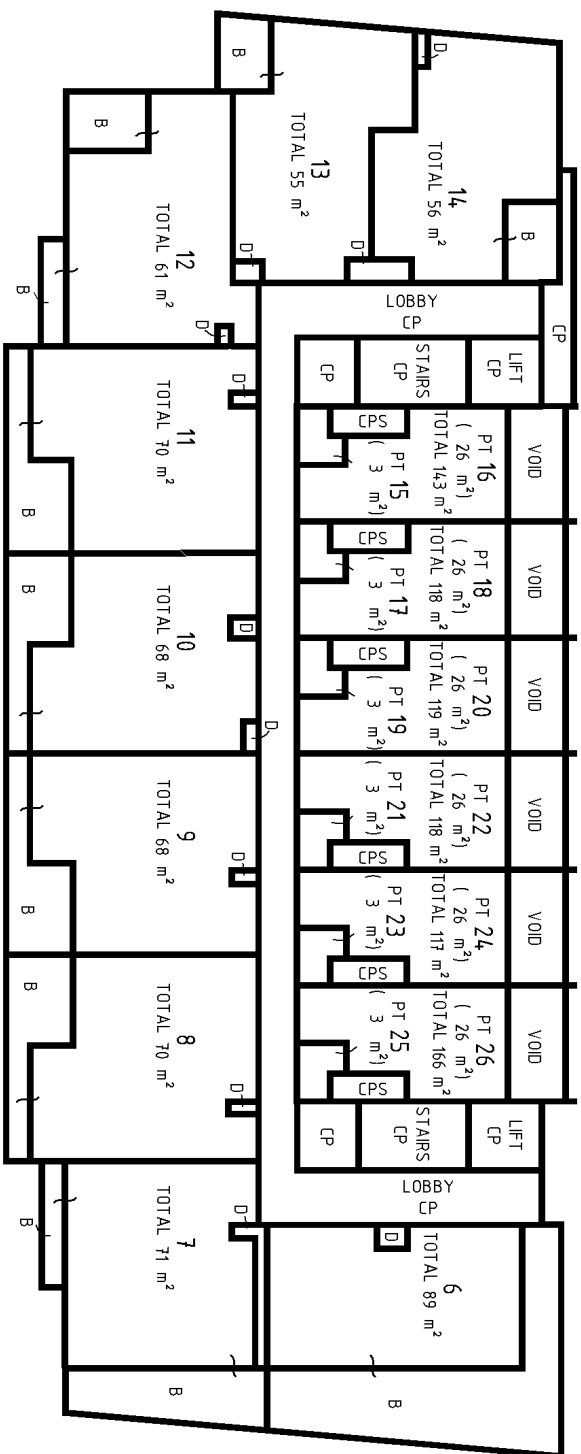 D
B
13
TOTAL 55 m²
14
TOTAL 56 m²
B
D
D
B
12
TOTAL 61 m²
B
D
LOBBY
CP
CP
CP
STAIRS
CP
LIFT
CP
11
TOTAL 70 m²
D
B
CPS
PT 15
( 3 m²)
PT 16
( 26 m²)
TOTAL 143 m²
VOID
B
10
TOTAL 68 m²
D
D
CPS
PT 17
( 3 m²)
PT 18
( 26 m²)
TOTAL 118 m²
VOID
CPS
PT 19
( 3 m²)
PT 20
( 26 m²)
TOTAL 119 m²
VOID
9
TOTAL 68 m²
D
B
CPS
PT 21
( 3 m²)
PT 22
( 26 m²)
TOTAL 118 m²
VOID
CPS
PT 23
( 3 m²)
PT 24
( 26 m²)
TOTAL 117 m²
VOID
B
8
TOTAL 70 m²
D
CPS
PT 25
( 3 m²)
PT 26
( 26 m²)
TOTAL 166 m²
VOID
CP
STAIRS
CP
LIFT
CP
LOBBY
CP
B
7
TOTAL 71 m²
D
D
6
TOTAL 89 m²
B
B